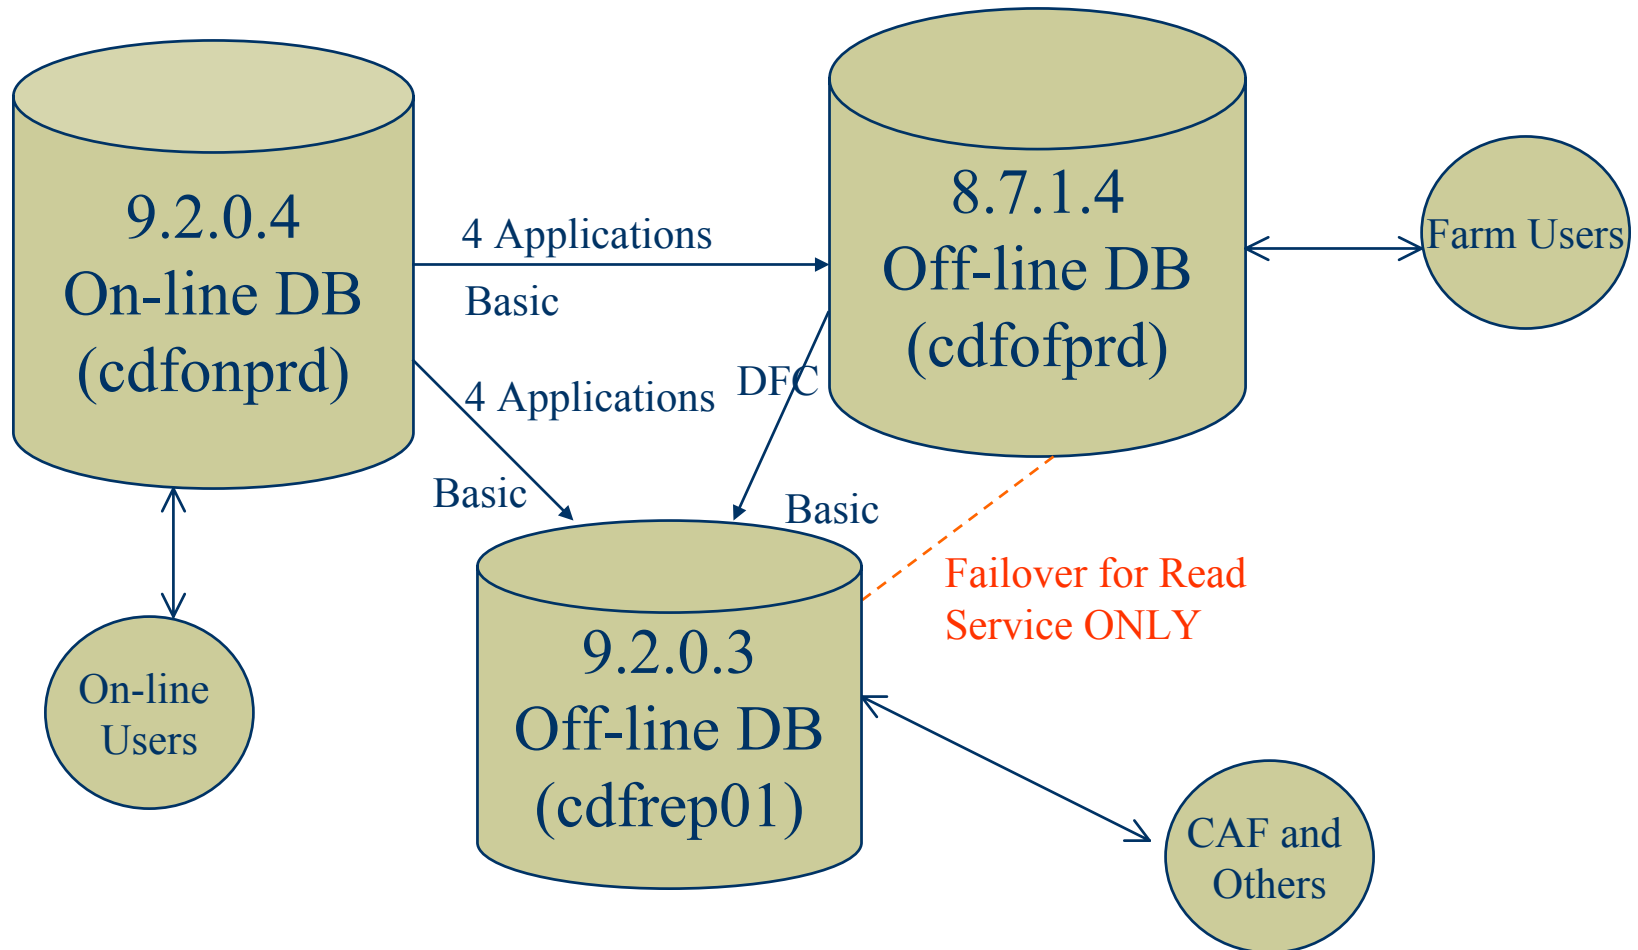 9.2.0.4
On-line DB
(cdfonprd)
4 Applications
Basic
8.7.1.4
Off-line DB
(cdfofprd)
Farm Users
4 Applications
Basic
DFC
Basic
Failover for Read
Service ONLY
9.2.0.3
Off-line DB
(cdfrep01)
On-line
Users
CAF and
Others